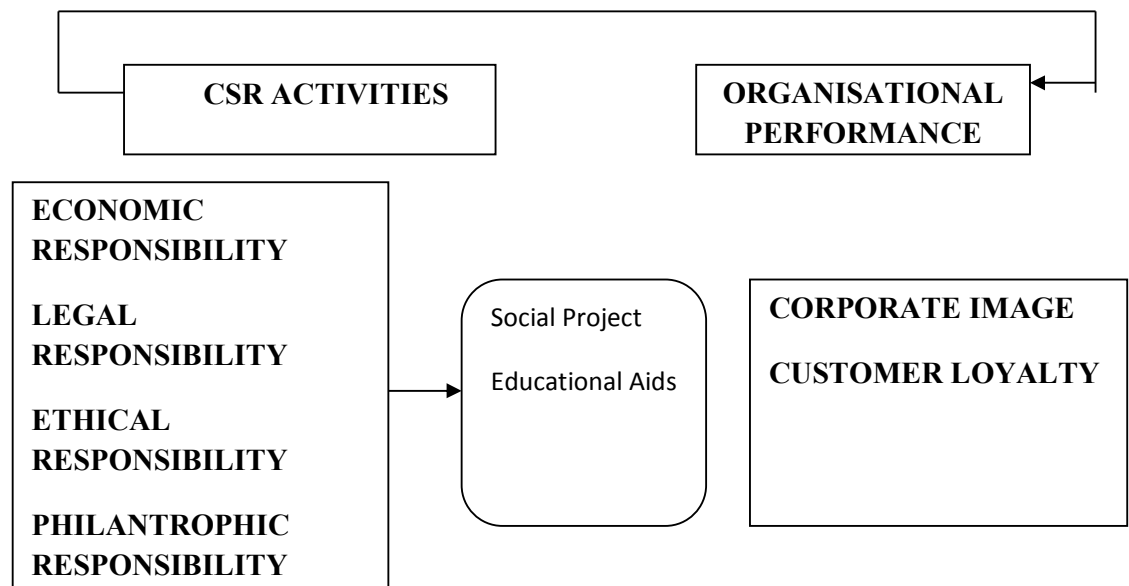 CSR ACTIVITIES
ORGANISATIONAL
PERFORMANCE
ECONOMIC
RESPONSIBILITY
LEGAL
RESPONSIBILITY
ETHICAL
RESPONSIBILITY
PHILANTROPHIC
RESPONSIBILITY
Social Project
Educational Aids
CORPORATE IMAGE
CUSTOMER LOYALTY